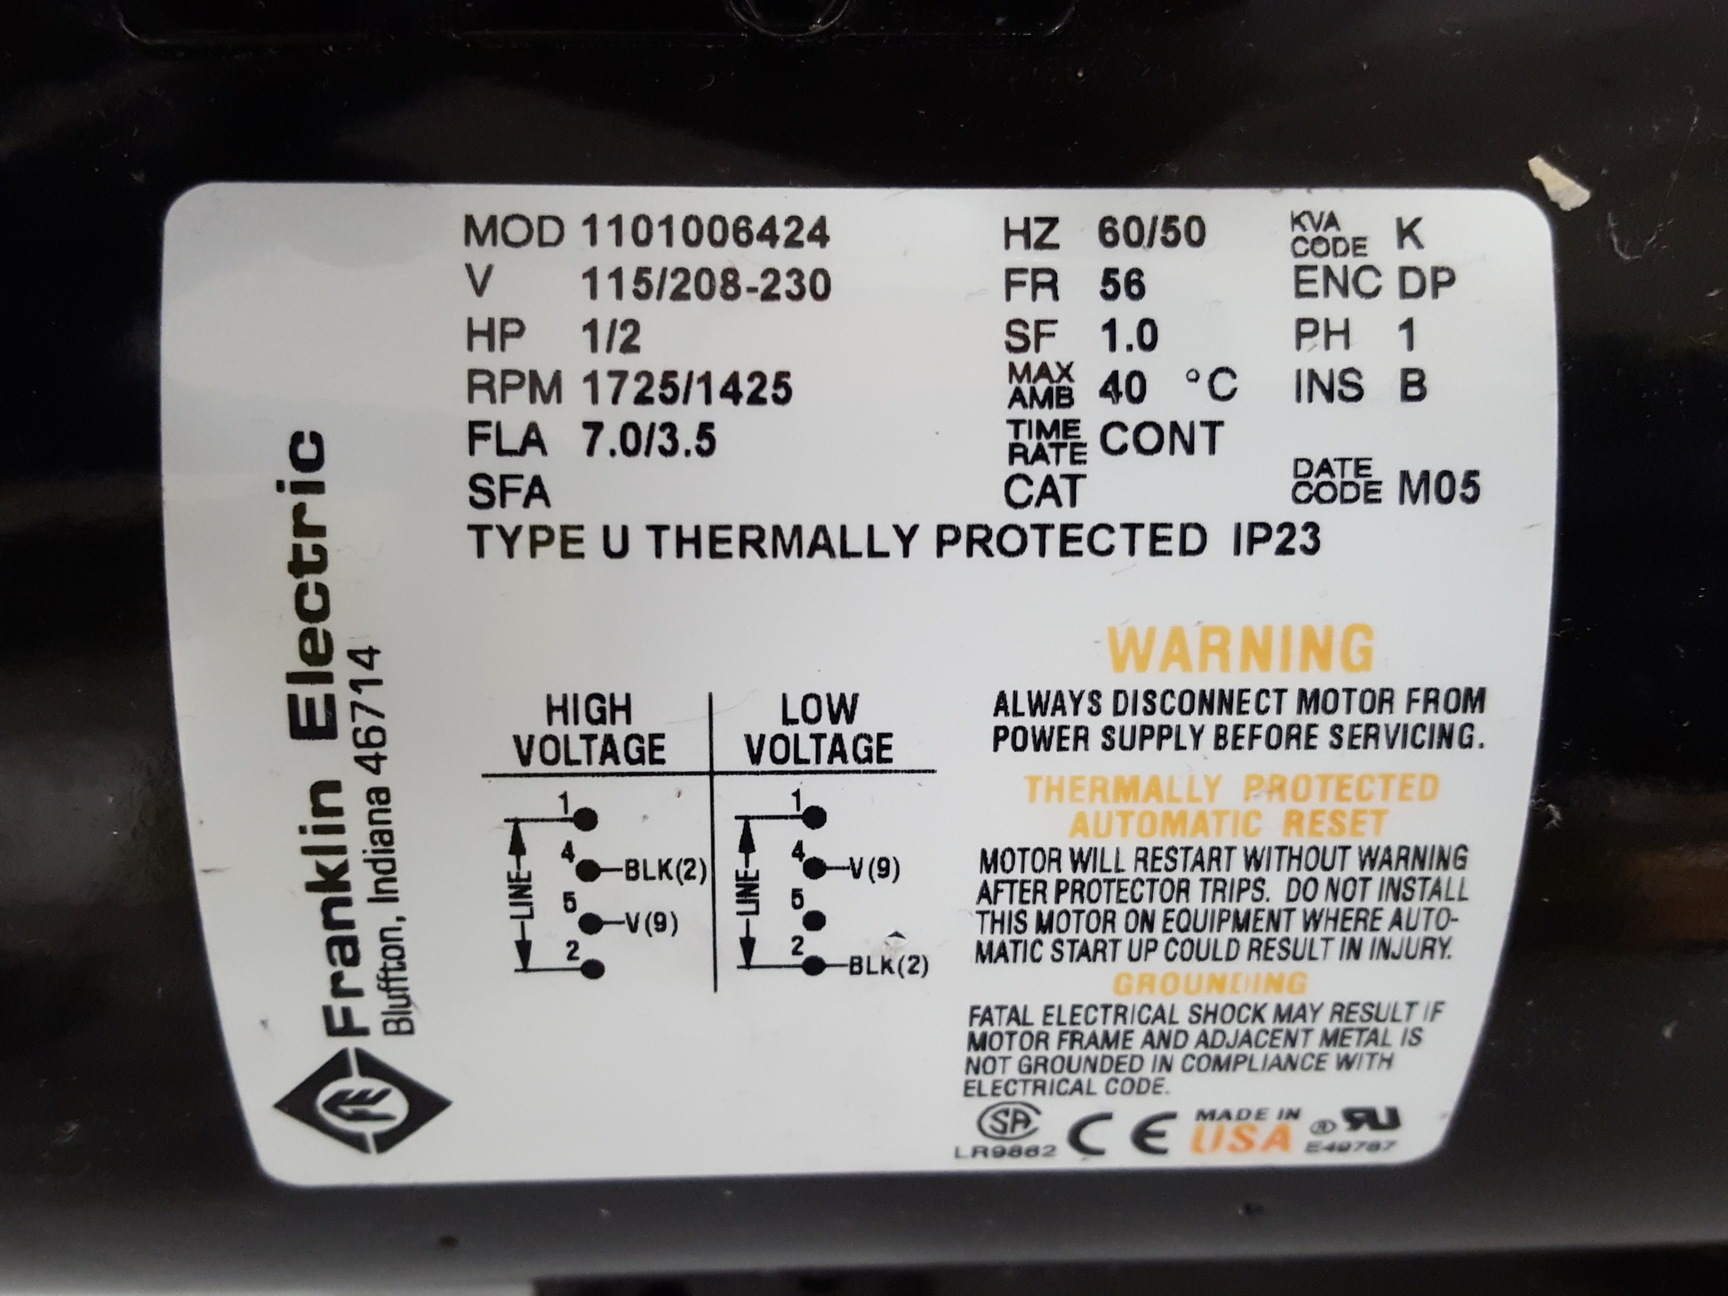 MOD 1101006424 HZ 60/50 KVA CODE K
V 115/208-230 FR 56 ENC DP
HP 1/2 SF 1.0 PH 1
RPM 1725/1425 MAX AMB 40 °C INS B
FLA 7.0/3.5 TIME RATE CONT
SFA CAT DATE CODE M05
TYPE U THERMALLY PROTECTED IP23
Franklin Electric
Bluffton, Indiana 46714
FE
HIGH VOLTAGE
LINE
1
4 BLK(2)
5 V(9)
2
LOW VOLTAGE
LINE
1
4 V(9)
5
2 BLK(2)
WARNING
ALWAYS DISCONNECT MOTOR FROM
POWER SUPPLY BEFORE SERVICING.
THERMALLY PROTECTED
AUTOMATIC RESET
MOTOR WILL RESTART WITHOUT WARNING
AFTER PROTECTOR TRIPS. DO NOT INSTALL
THIS MOTOR ON EQUIPMENT WHERE AUTO-
MATIC START UP COULD RESULT IN INJURY.
GROUNDING
FATAL ELECTRICAL SHOCK MAY RESULT IF
MOTOR FRAME AND ADJACENT METAL IS
NOT GROUNDED IN COMPLIANCE WITH
ELECTRICAL CODE.
SA CE MADE IN USA ® RU
LR9862 E49787